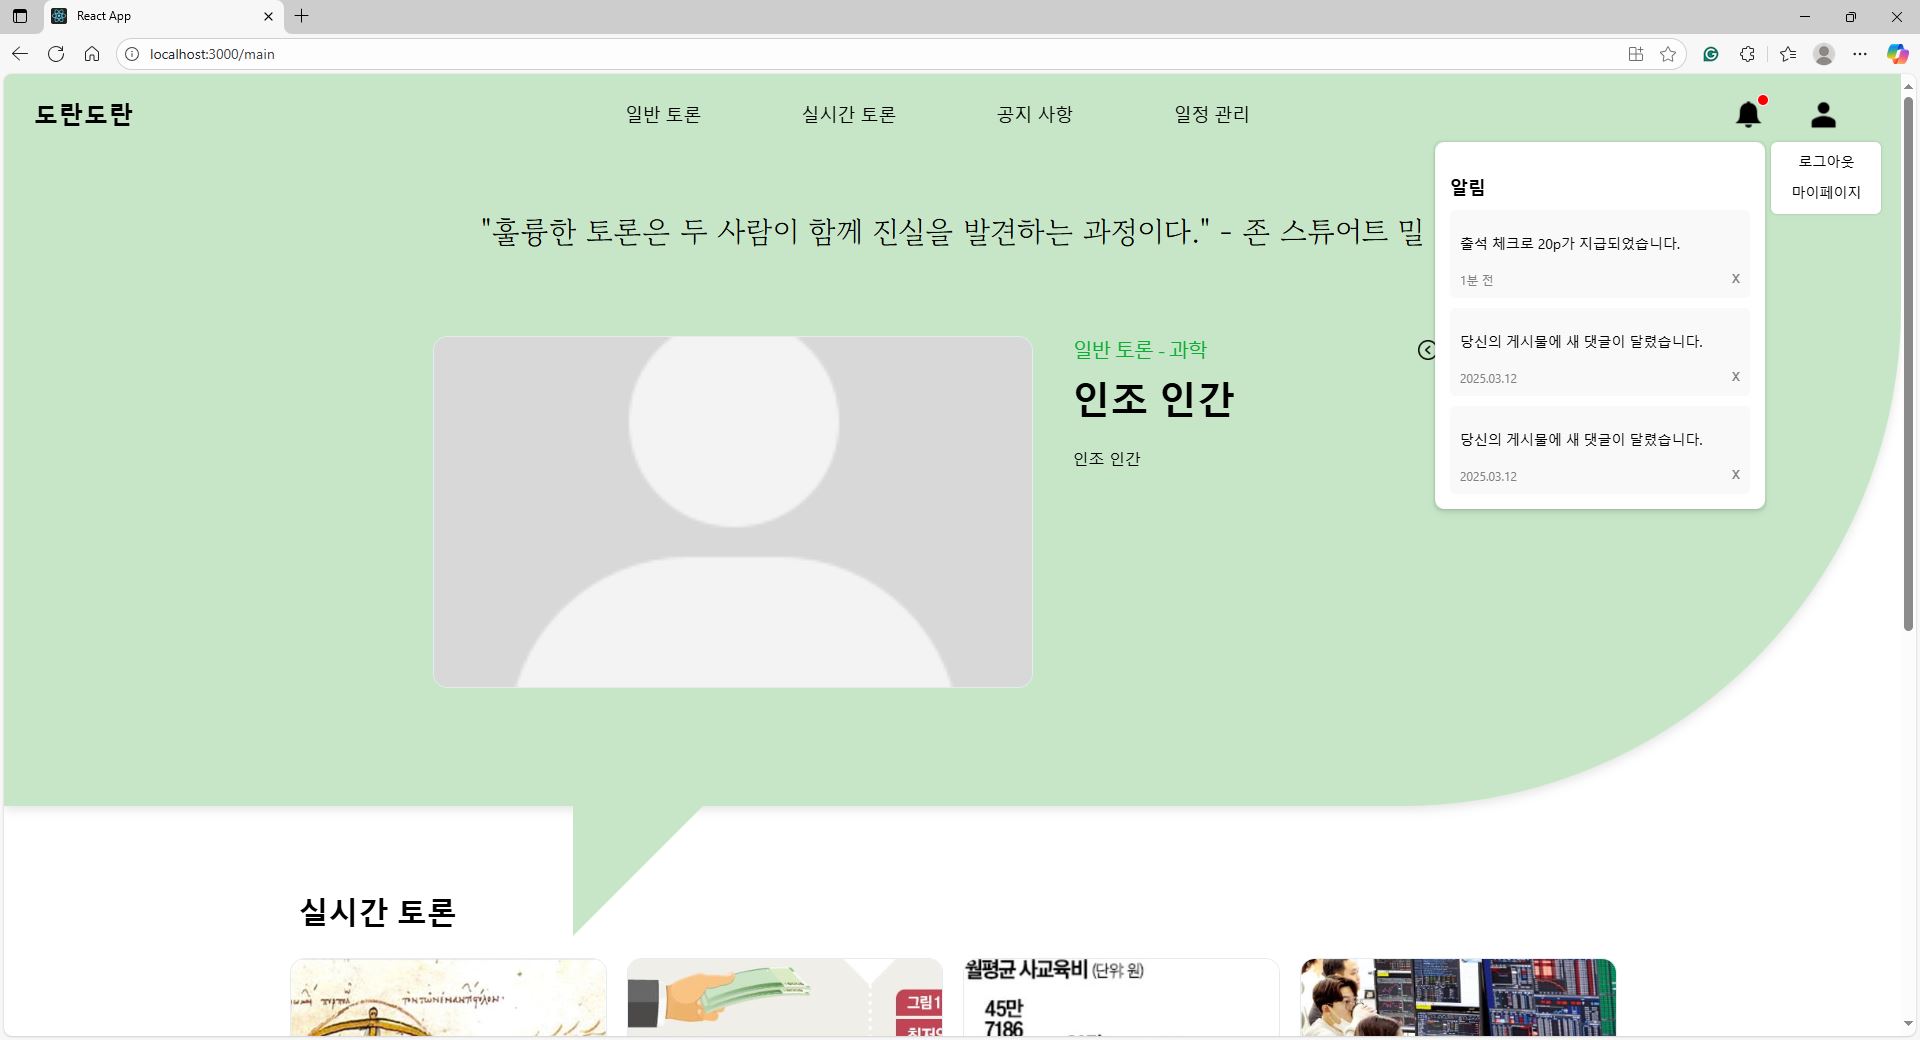 React App
localhost:3000/main
도란도란
일반 토론
실시간 토론
공지 사항
일정 관리
로그아웃
마이페이지
알림
출석 체크로 20p가 지급되었습니다.
1분 전
X
당신의 게시물에 새 댓글이 달렸습니다.
2025.03.12
X
당신의 게시물에 새 댓글이 달렸습니다.
2025.03.12
X
"훌륭한 토론은 두 사람이 함께 진실을 발견하는 과정이다." - 존 스튜어트 밀
일반 토론 - 과학
인조 인간
인조 인간
실시간 토론
그림1
월평균 사교육비 (단위 원)
45만
7186